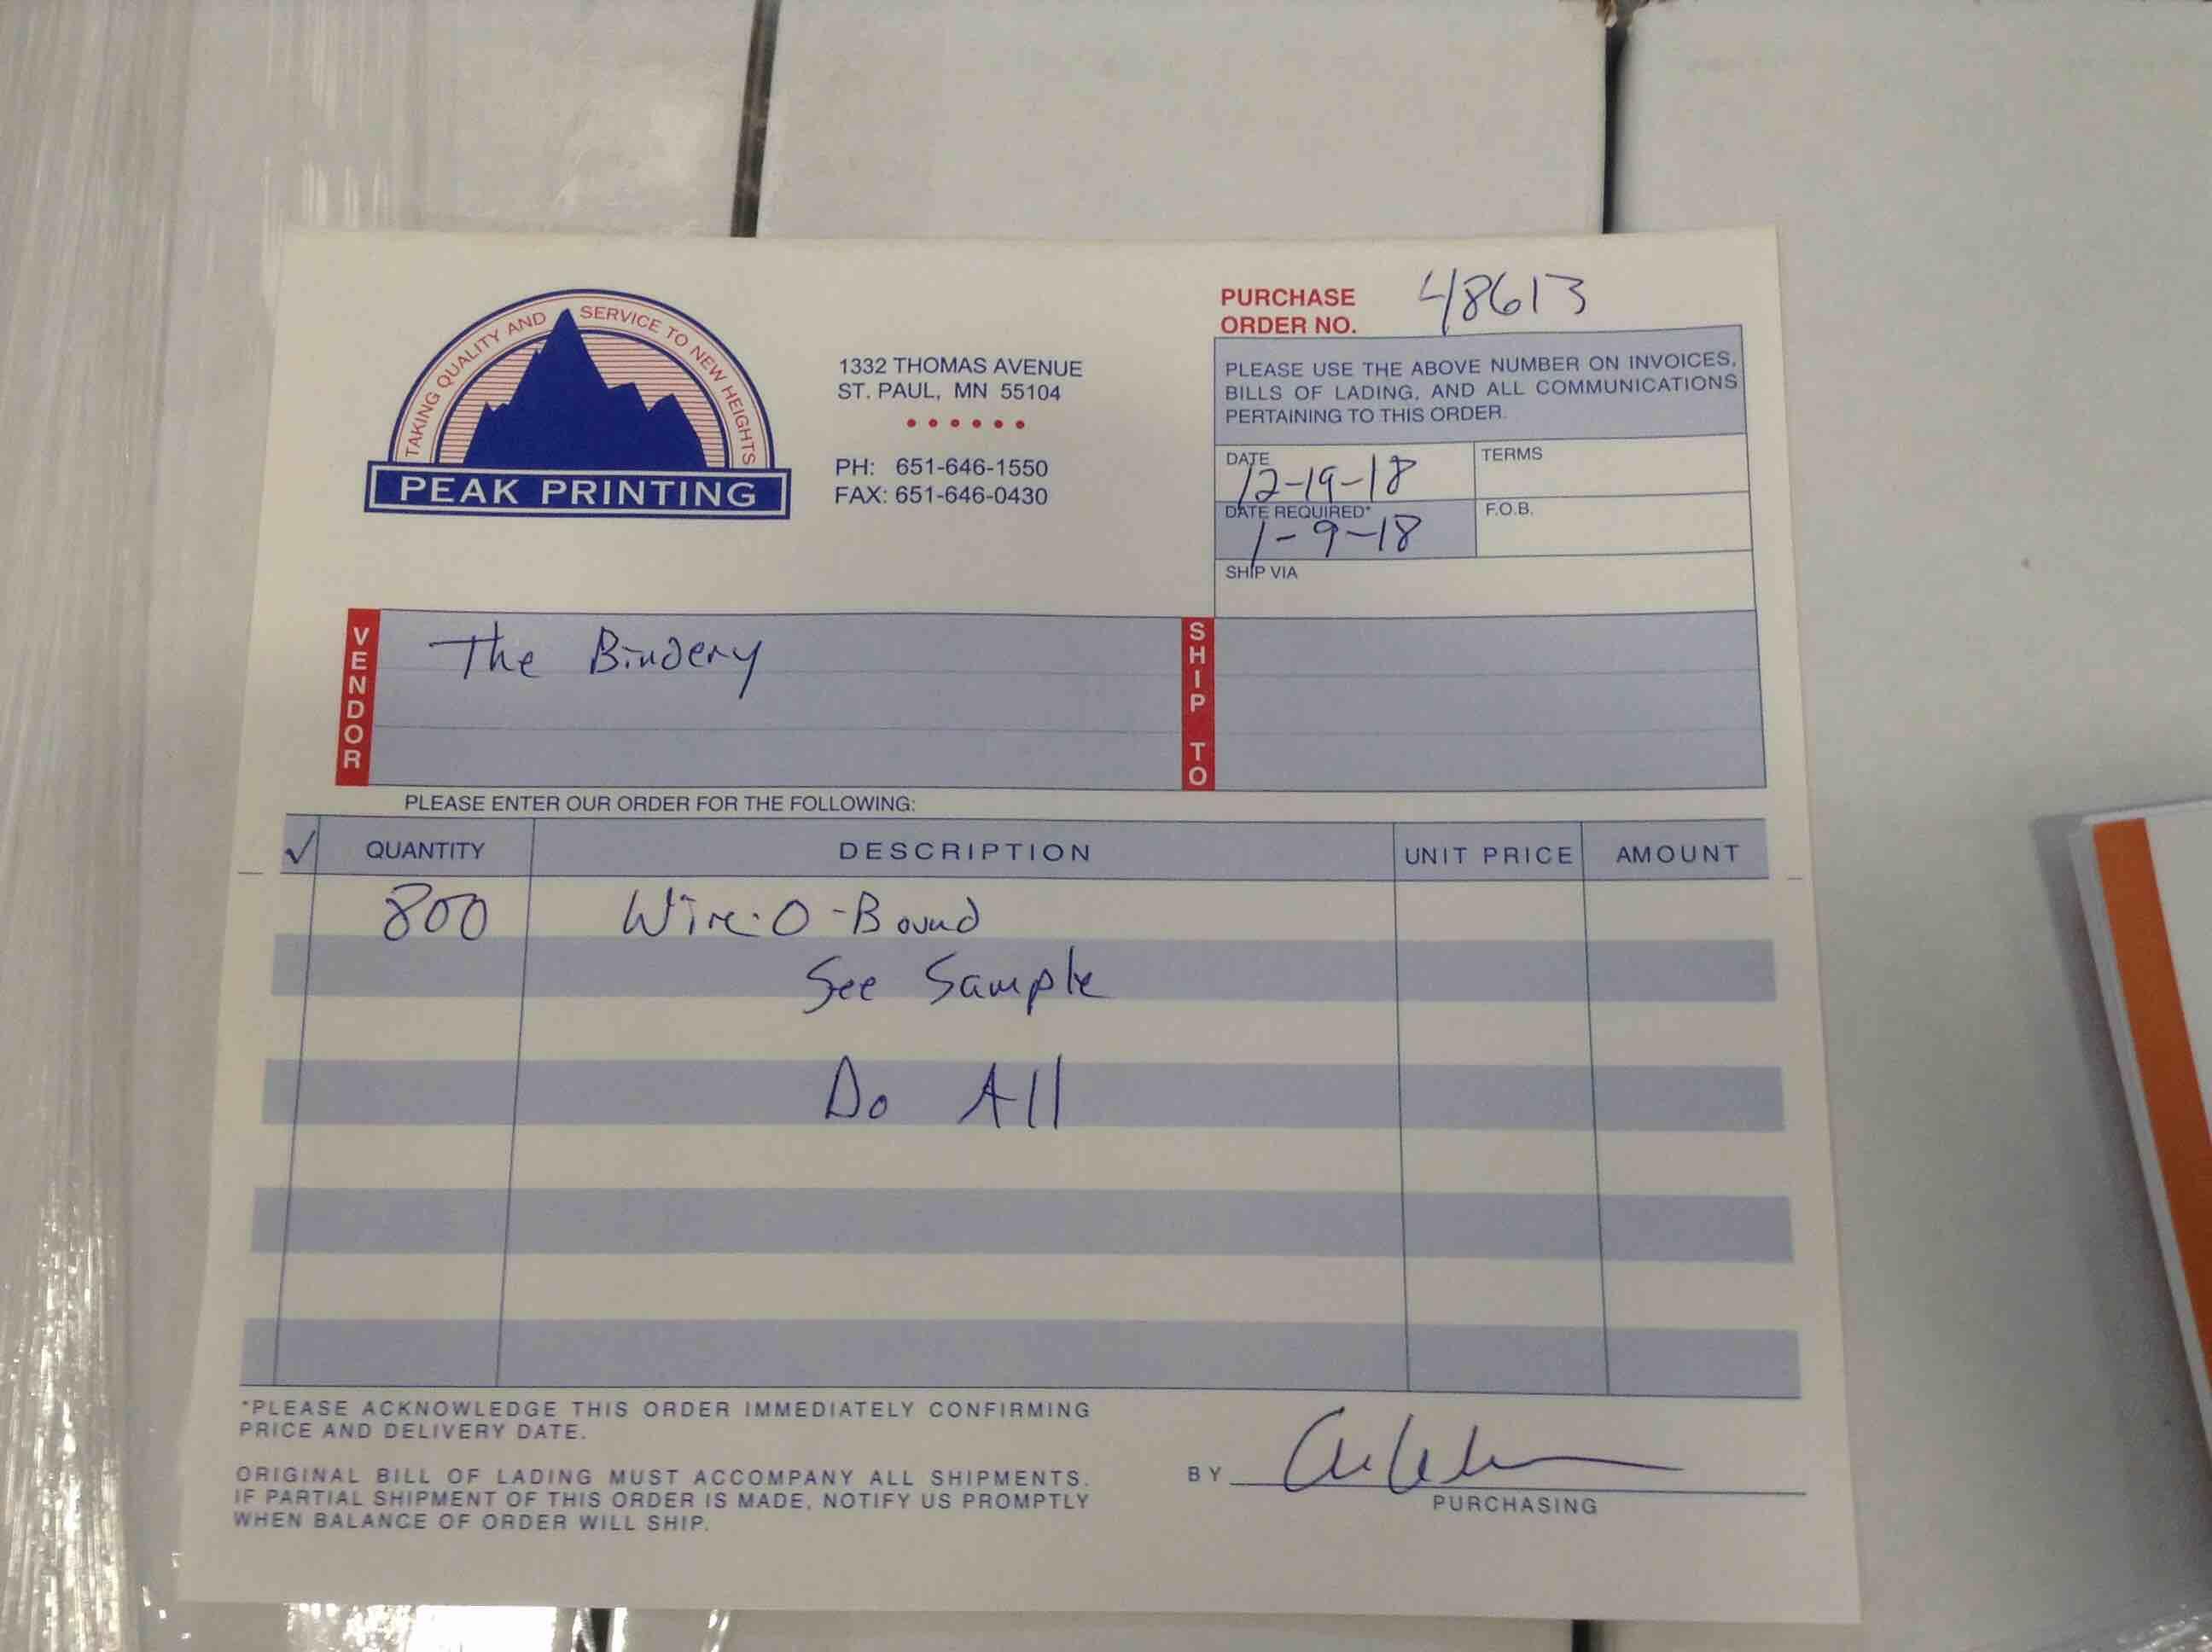 TAKING QUALITY AND SERVICE TO NEW HEIGHTS
PEAK PRINTING
1332 THOMAS AVENUE
ST. PAUL, MN 55104
PH: 651-646-1550
FAX: 651-646-0430
PURCHASE
ORDER NO. 48613
PLEASE USE THE ABOVE NUMBER ON INVOICES,
BILLS OF LADING, AND ALL COMMUNICATIONS
PERTAINING TO THIS ORDER.
DATE 12-19-18
TERMS
DATE REQUIRED* 1-9-18
F.O.B.
SHIP VIA
VENDOR
The Bindery
SHIP TO
PLEASE ENTER OUR ORDER FOR THE FOLLOWING:
√ QUANTITY DESCRIPTION UNIT PRICE AMOUNT
800 Wire-O-Bound
See Sample
Do All
*PLEASE ACKNOWLEDGE THIS ORDER IMMEDIATELY CONFIRMING
PRICE AND DELIVERY DATE.
ORIGINAL BILL OF LADING MUST ACCOMPANY ALL SHIPMENTS.
IF PARTIAL SHIPMENT OF THIS ORDER IS MADE, NOTIFY US PROMPTLY
WHEN BALANCE OF ORDER WILL SHIP.
BY
PURCHASING